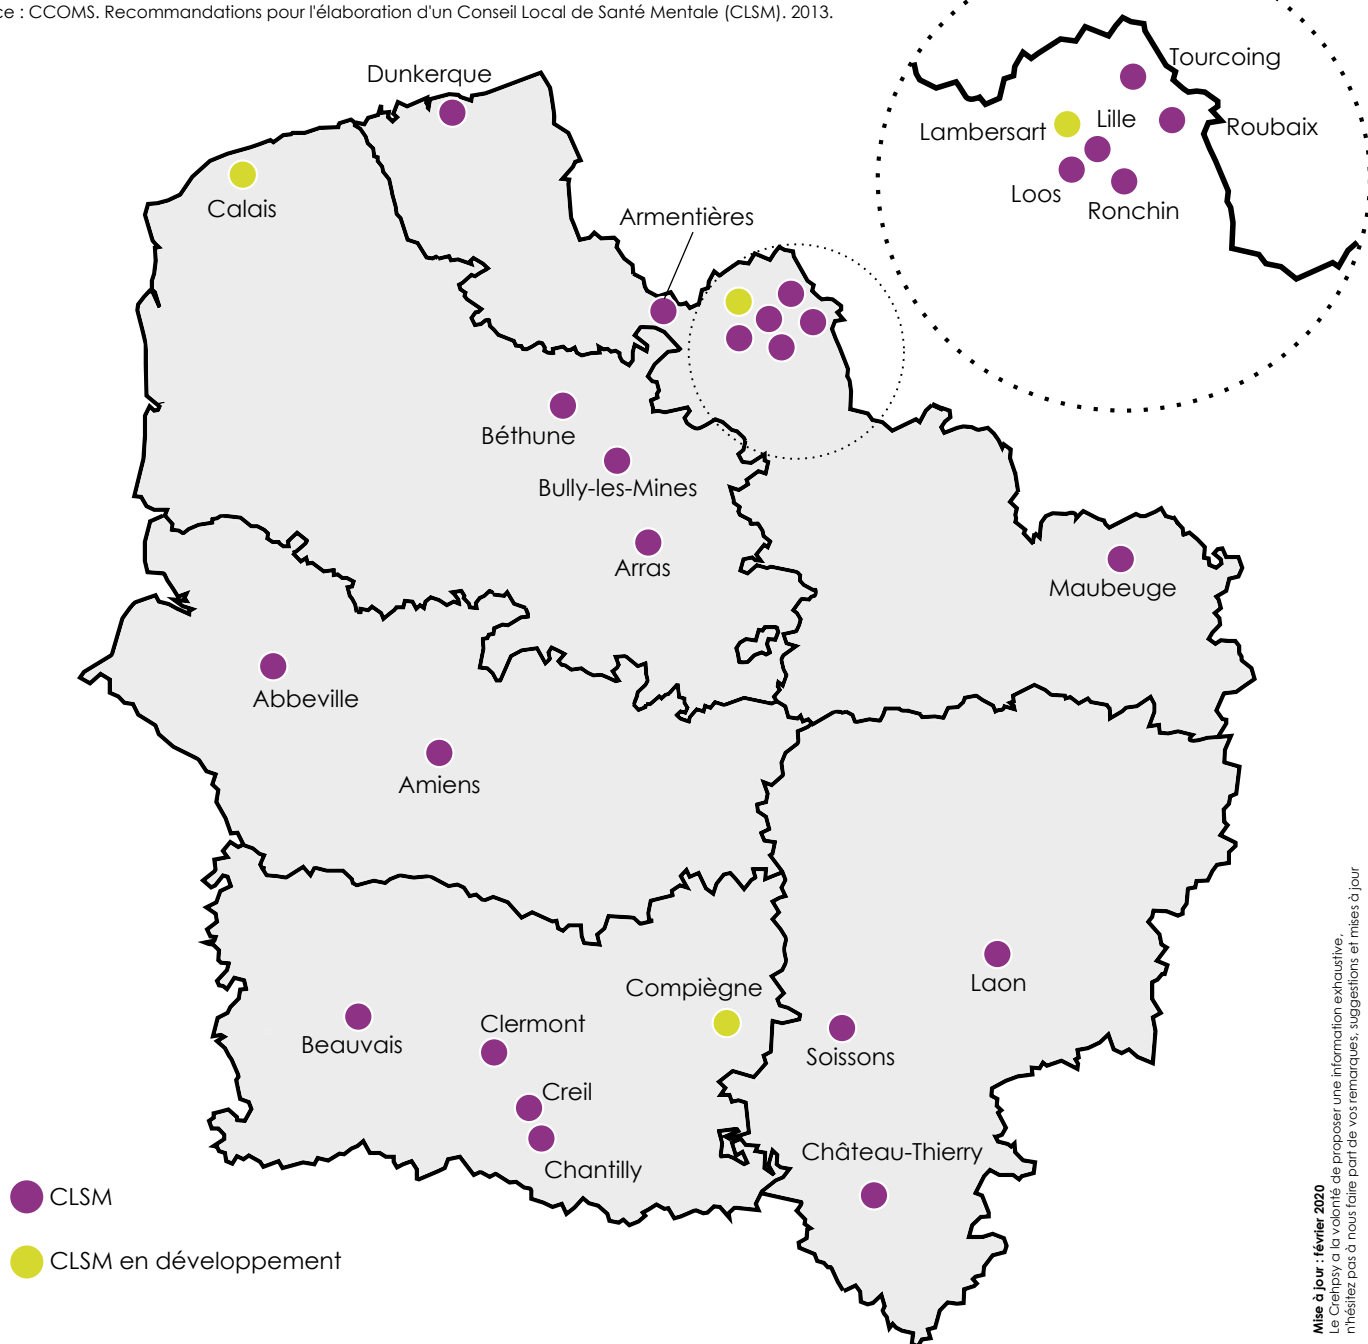 ce : CCOMS. Recommandations pour l'élaboration d'un Conseil Local de Santé Mentale (CLSM). 2013.
Dunkerque
Tourcoing
Lambersart
Lille
Roubaix
Loos
Ronchin
Calais
Armentières
Béthune
Bully-les-Mines
Arras
Maubeuge
Abbeville
Amiens
Compiègne
Laon
Clermont
Beauvais
Soissons
Creil
Château-Thierry
Chantilly
CLSM
CLSM en développement
Mise à jour : février 2020
Le Crehpsy a la volonté de proposer une information exhaustive,
n'hésitez pas à nous faire part de vos remarques, suggestions et mises à jour